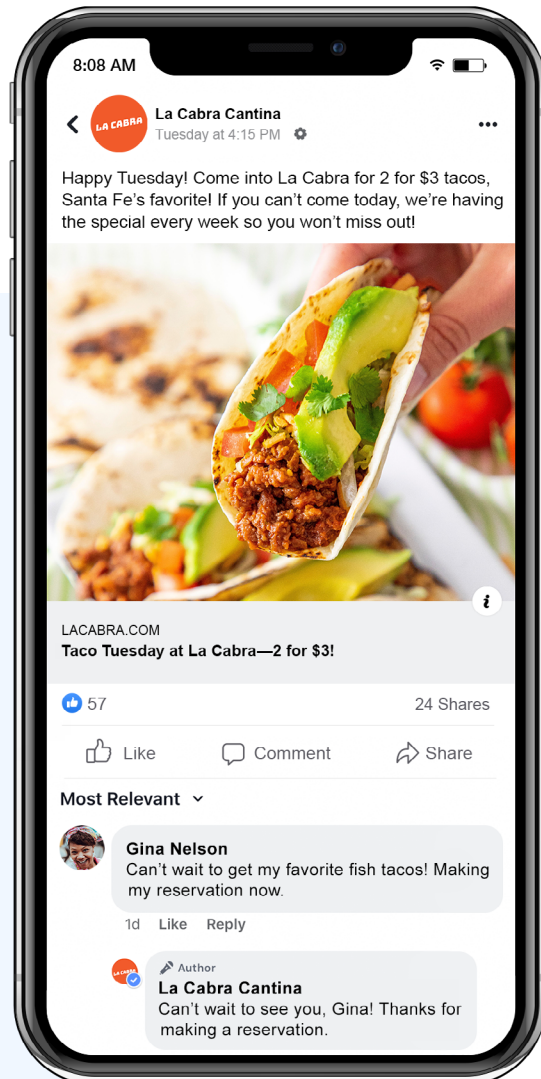 8:08 AM
LA CABRA
La Cabra Cantina
Tuesday at 4:15 PM
Happy Tuesday! Come into La Cabra for 2 for $3 tacos,
Santa Fe's favorite! If you can't come today, we're having
the special every week so you won't miss out!
i
LACABRA.COM
Taco Tuesday at La Cabra—2 for $3!
57
24 Shares
Like
Comment
Share
Most Relevant
Gina Nelson
Can't wait to get my favorite fish tacos! Making
my reservation now.
1d Like Reply
LA CABRA
Author
La Cabra Cantina
Can't wait to see you, Gina! Thanks for
making a reservation.